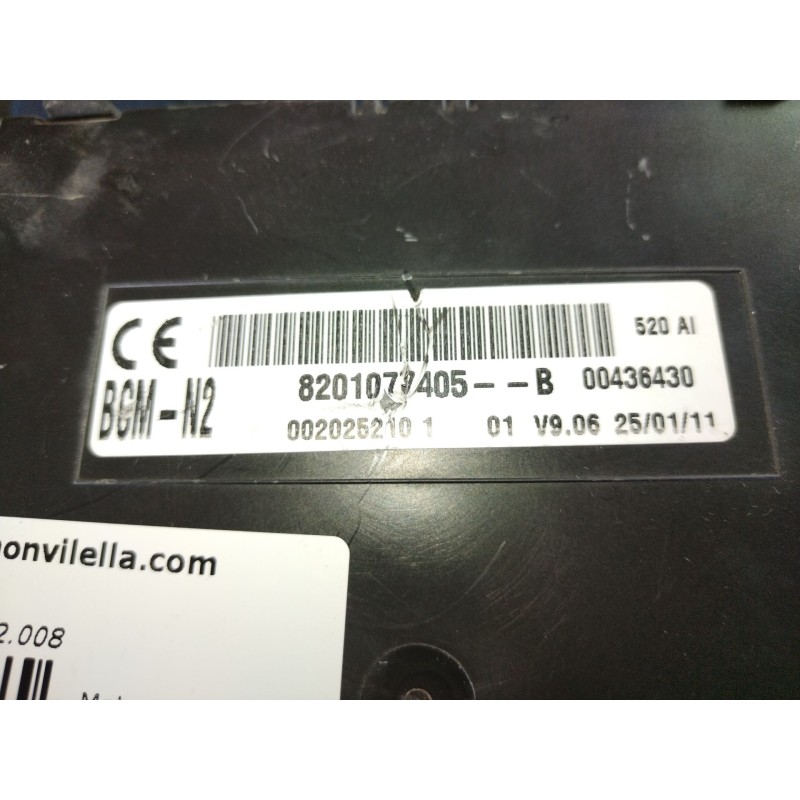 CE
520 AI
BGM-N2
8201077405--B 00436430
002025210 1 01 V9.06 25/01/11
onvilella.com
2.008